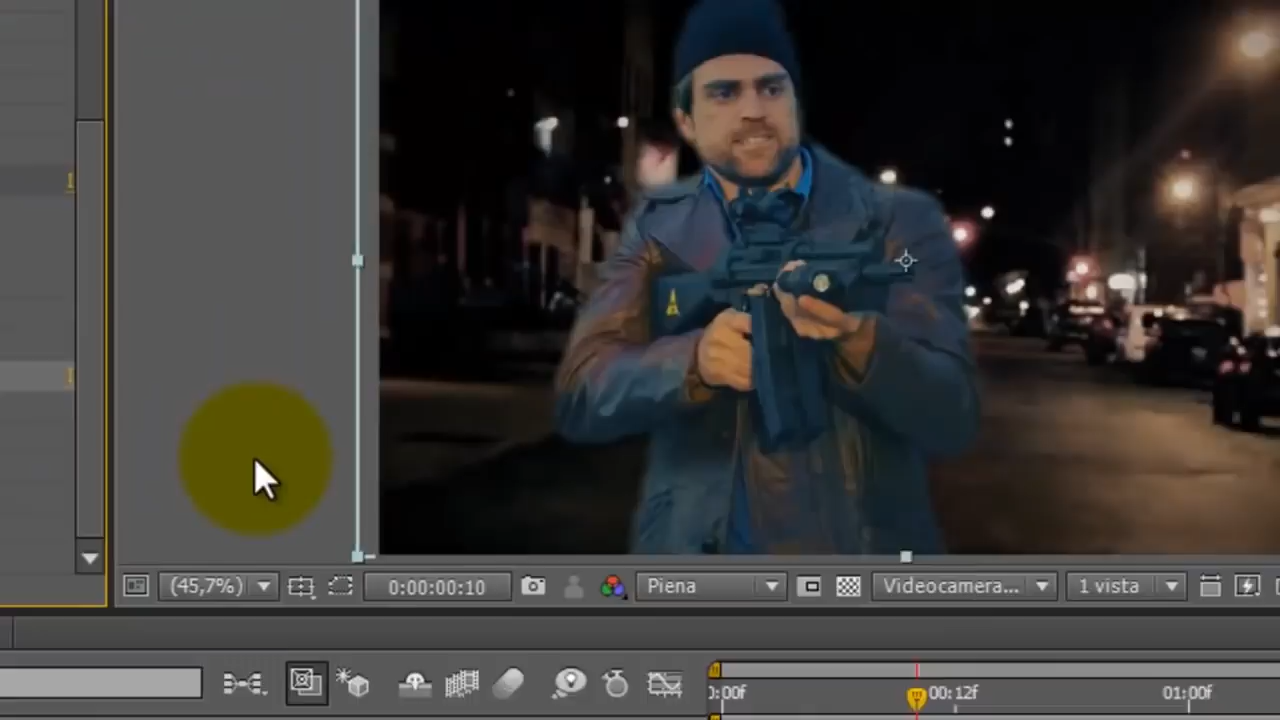 (45,7%)
0:00:00:10
Piena
Videocamera...
1 vista
0:00f
00:12f
01:00f